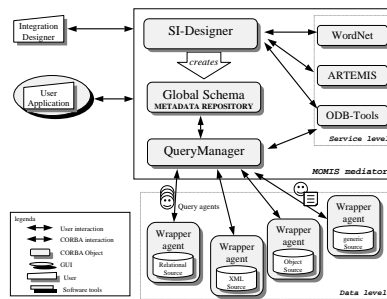 Integration
Designer
SI-Designer
WordNet
creates
ARTEMIS
User
Application
Global Schema
METADATA REPOSITORY
ODB-Tools
Service level
QueryManager
MOMIS mediator
Query agents
legenda
User interaction
CORBA interaction
CORBA Object
GUI
User
Software tools
Wrapper
agent
Relational
Source
Wrapper
agent
XML
Source
Wrapper
agent
Object
Source
Wrapper
agent
generic
Source
Data level